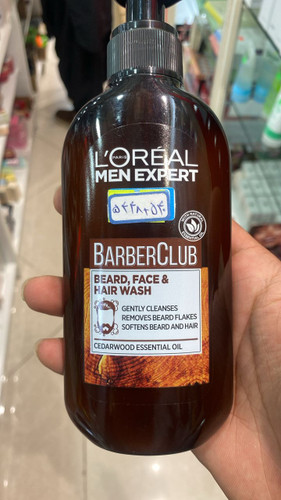 L'ORÉAL
PARIS
MEN EXPERT
BARBERCLUB
BEARD, FACE &
HAIR WASH
GENTLY CLEANSES
REMOVES BEARD FLAKES
SOFTENS BEARD AND HAIR
CEDARWOOD ESSENTIAL OIL